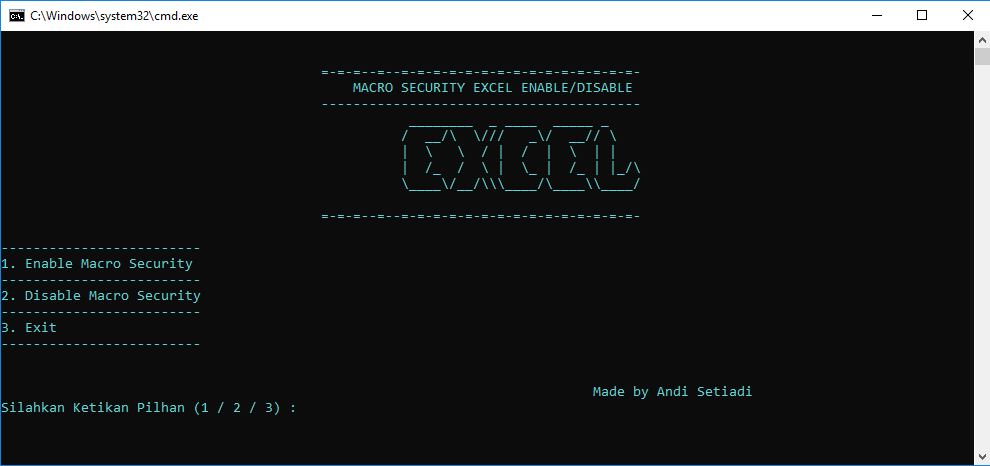 C:\Windows\system32\cmd.exe
=-=-=--=--=-=-=-=-=-=-=-=-=-=-=-=-=-=-=-
MACRO SECURITY EXCEL ENABLE/DISABLE
----------------------------------------
EXCEL
=-=-=--=--=-=-=-=-=-=-=-=-=-=-=-=-=-=-=-
-------------------------
1. Enable Macro Security
-------------------------
2. Disable Macro Security
-------------------------
3. Exit
-------------------------
Made by Andi Setiadi
Silahkan Ketikan Pilhan (1 / 2 / 3) :